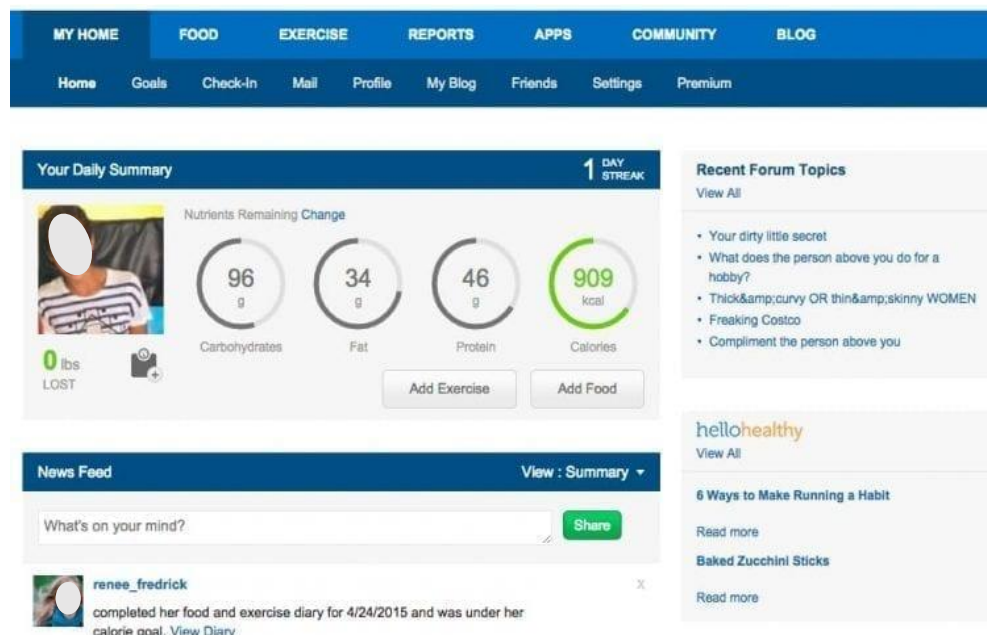 MY HOME FOOD EXERCISE REPORTS APPS COMMUNITY BLOG
Home Goals Check-In Mail Profile My Blog Friends Settings Premium
Your Daily Summary
1 DAY STREAK
Nutrients Remaining Change
96
g
Carbohydrates
34
g
Fat
46
g
Protein
909
kcal
Calories
0 lbs
LOST
Add Exercise
Add Food
News Feed
View : Summary
What's on your mind?
Share
renee_fredrick
x
completed her food and exercise diary for 4/24/2015 and was under her
calorie goal. View Diary
Recent Forum Topics
View All
• Your dirty little secret
• What does the person above you do for a
hobby?
• Thick&amp;curvy OR thin&amp;skinny WOMEN
• Freaking Costco
• Compliment the person above you
hellohealthy
View All
6 Ways to Make Running a Habit
Read more
Baked Zucchini Sticks
Read more